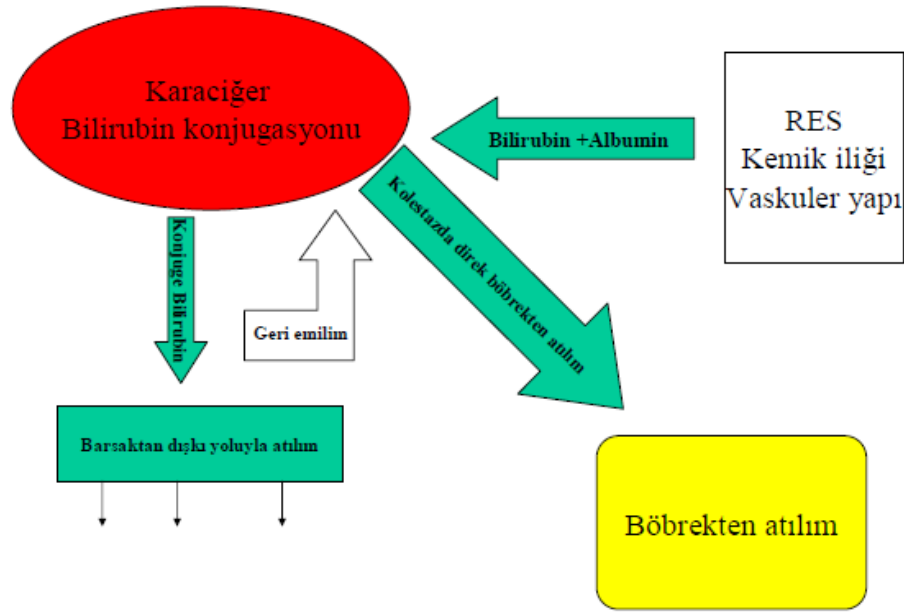 Karaciğer
Bilirubin konjugasyonu
Bilirubin +Albumin
RES
Kemik iliği
Vaskuler yapı
Konjuge Bilirubin
Geri emilim
Kolestazda direk böbrekten atılım
Barsaktan dışkı yoluyla atılım
Böbrekten atılım